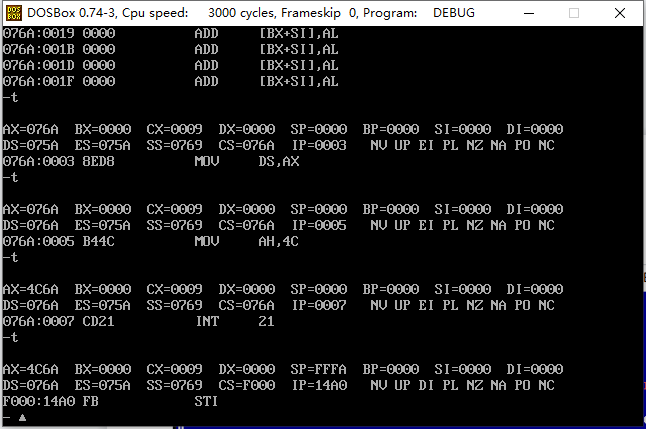 DOSBox 0.74-3, Cpu speed: 3000 cycles, Frameskip 0, Program: DEBUG
076A:0019 0000 ADD [BX+SI],AL
076A:001B 0000 ADD [BX+SI],AL
076A:001D 0000 ADD [BX+SI],AL
076A:001F 0000 ADD [BX+SI],AL
-t
AX=076A BX=0000 CX=0009 DX=0000 SP=0000 BP=0000 SI=0000 DI=0000
DS=075A ES=075A SS=0769 CS=076A IP=0003 NV UP EI PL NZ NA PO NC
076A:0003 8ED8 MOV DS,AX
-t
AX=076A BX=0000 CX=0009 DX=0000 SP=0000 BP=0000 SI=0000 DI=0000
DS=076A ES=075A SS=0769 CS=076A IP=0005 NV UP EI PL NZ NA PO NC
076A:0005 B44C MOV AH,4C
-t
AX=4C6A BX=0000 CX=0009 DX=0000 SP=0000 BP=0000 SI=0000 DI=0000
DS=076A ES=075A SS=0769 CS=076A IP=0007 NV UP EI PL NZ NA PO NC
076A:0007 CD21 INT 21
-t
AX=4C6A BX=0000 CX=0009 DX=0000 SP=FFFA BP=0000 SI=0000 DI=0000
DS=076A ES=075A SS=0769 CS=F000 IP=14A0 NV UP DI PL NZ NA PO NC
F000:14A0 FB STI
-